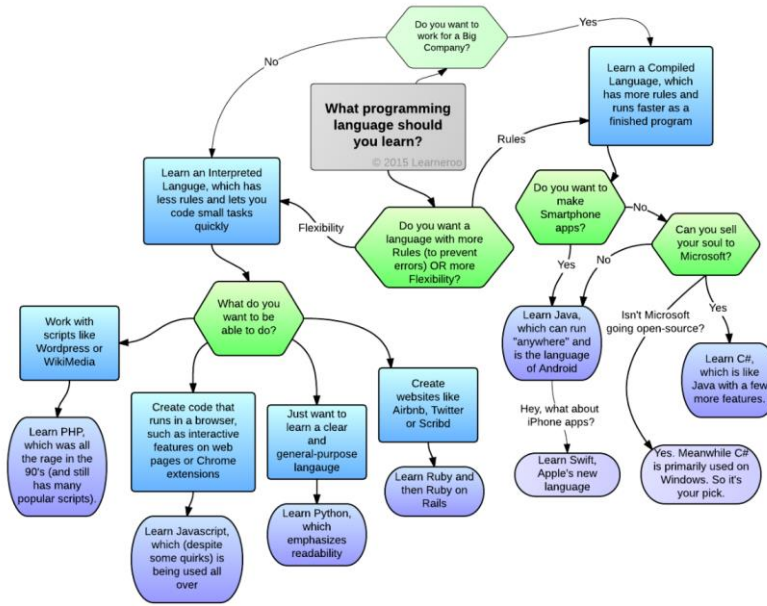 Do you want to
work for a Big
Company?
No
Yes
What programming
language should
you learn?
© 2015 Learneroo
Learn a Compiled
Language, which
has more rules and
runs faster as a
finished program
Rules
Learn an Interpreted
Languge, which has
less rules and lets you
code small tasks
quickly
Flexibility
Do you want a
language with more
Rules (to prevent
errors) OR more
Flexibility?
Do you want to
make
Smartphone
apps?
No
Can you sell
your soul to
Microsoft?
Yes
No
Isn't Microsoft
going open-source?
Yes
What do you
want to be
able to do?
Learn Java,
which can run
"anywhere" and
is the language
of Android
Learn C#,
which is like
Java with a few
more features.
Work with
scripts like
Wordpress or
WikiMedia
Create code that
runs in a browser,
such as interactive
features on web
pages or Chrome
extensions
Just want to
learn a clear
and
general-purpose
langauge
Create
websites like
Airbnb, Twitter
or Scribd
Hey, what about
iPhone apps?
Learn PHP,
which was all
the rage in the
90's (and still
has many
popular scripts).
Learn Javascript,
which (despite
some quirks) is
being used all
over
Learn Python,
which
emphasizes
readability
Learn Ruby and
then Ruby on
Rails
Learn Swift,
Apple's new
language
Yes. Meanwhile C#
is primarily used on
Windows. So it's
your pick.